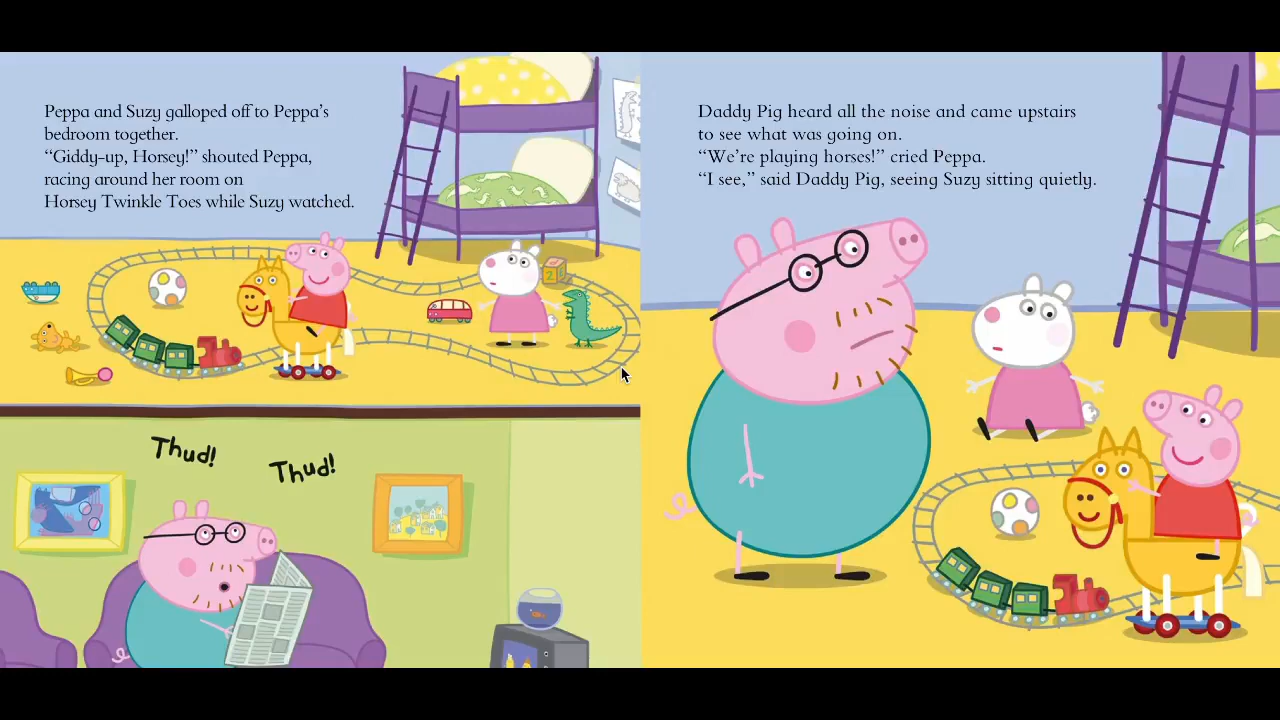 Peppa and Suzy galloped off to Peppa's
bedroom together.
“Giddy-up, Horsey!” shouted Peppa,
racing around her room on
Horsey Twinkle Toes while Suzy watched.
2
Thud!
Thud!
Daddy Pig heard all the noise and came upstairs
to see what was going on.
“We're playing horses!” cried Peppa.
“I see,” said Daddy Pig, seeing Suzy sitting quietly.